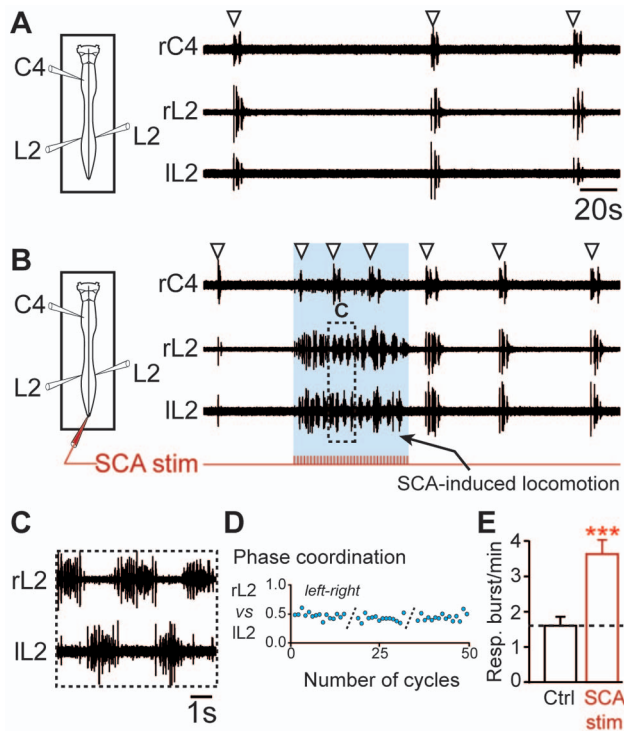 A
C4
L2
L2
rC4
rL2
lL2
20s
B
C4
L2
L2
SCA stim
rC4
C
rL2
lL2
SCA-induced locomotion
C
rL2
lL2
1s
D
Phase coordination
rL2
vs
lL2
left-right
1.0
0.5
0.0
0
25
50
Number of cycles
E
***
Resp. burst/min
4
3
2
1
0
Ctrl
SCA
stim